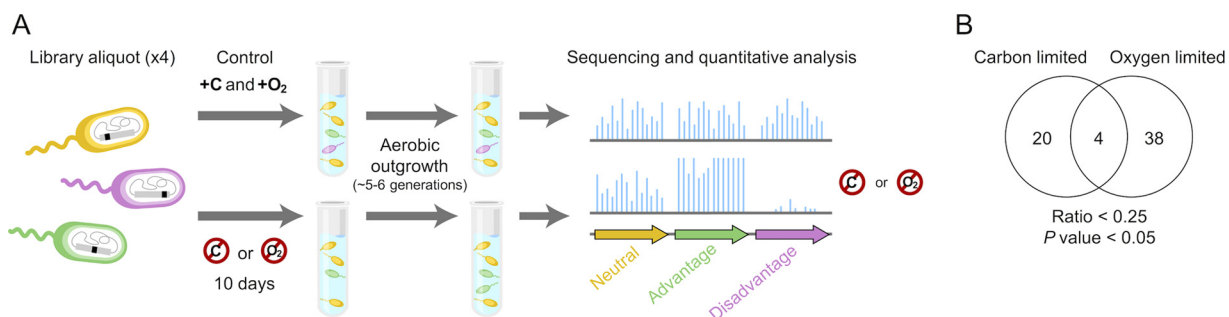 A
Library aliquot (x4)
Control
+C and +O₂
Aerobic
outgrowth
(~5-6 generations)
C or O₂
10 days
Sequencing and quantitative analysis
C or O₂
Neutral
Advantage
Disadvantage
B
Carbon limited
Oxygen limited
20
4
38
Ratio < 0.25
P value < 0.05